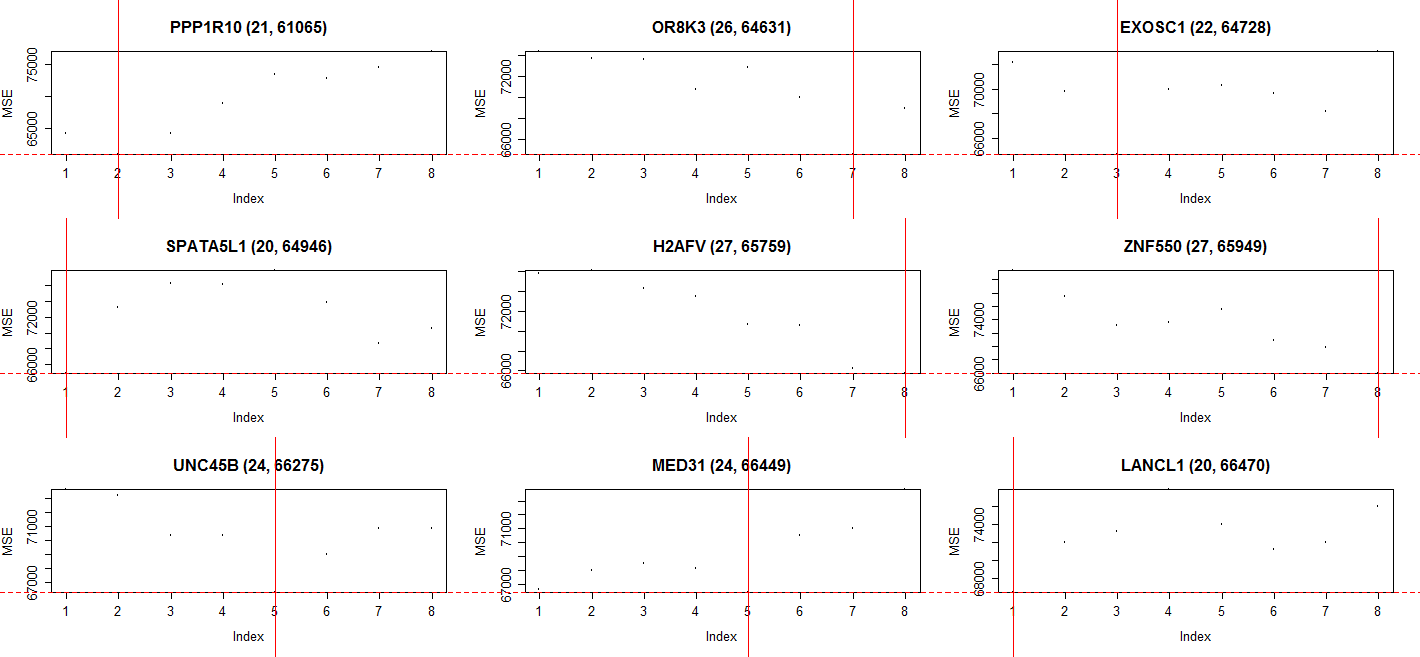 PPP1R10 (21, 61065)
MSE
75000
65000
1 2 3 4 5 6 7 8
Index
OR8K3 (26, 64631)
MSE
72000
66000
1 2 3 4 5 6 7 8
Index
EXOSC1 (22, 64728)
MSE
70000
66000
1 2 3 4 5 6 7 8
Index
SPATA5L1 (20, 64946)
MSE
72000
66000
1 2 3 4 5 6 7 8
Index
H2AFV (27, 65759)
MSE
72000
66000
1 2 3 4 5 6 7 8
Index
ZNF550 (27, 65949)
MSE
74000
66000
1 2 3 4 5 6 7 8
Index
UNC45B (24, 66275)
MSE
71000
67000
1 2 3 4 5 6 7 8
Index
MED31 (24, 66449)
MSE
71000
67000
1 2 3 4 5 6 7 8
Index
LANCL1 (20, 66470)
MSE
74000
68000
1 2 3 4 5 6 7 8
Index